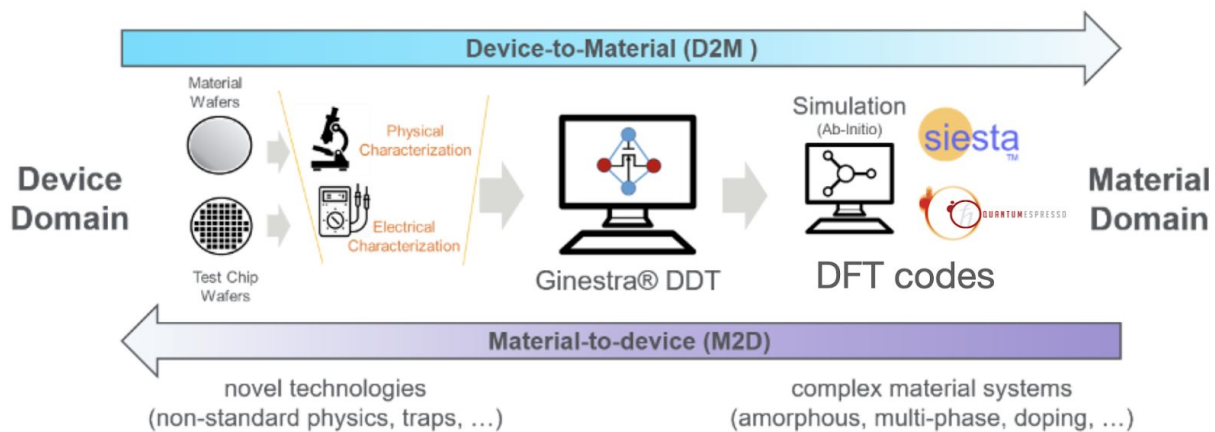 Device-to-Material (D2M )
Material
Wafers
Physical
Characterization
Electrical
Characterization
Test Chip
Wafers
Device
Domain
Ginestra® DDT
Simulation
(Ab-Initio)
siesta
TM
QUANTUMESPRESSO
DFT codes
Material
Domain
Material-to-device (M2D)
novel technologies
(non-standard physics, traps, ...)
complex material systems
(amorphous, multi-phase, doping, ...)